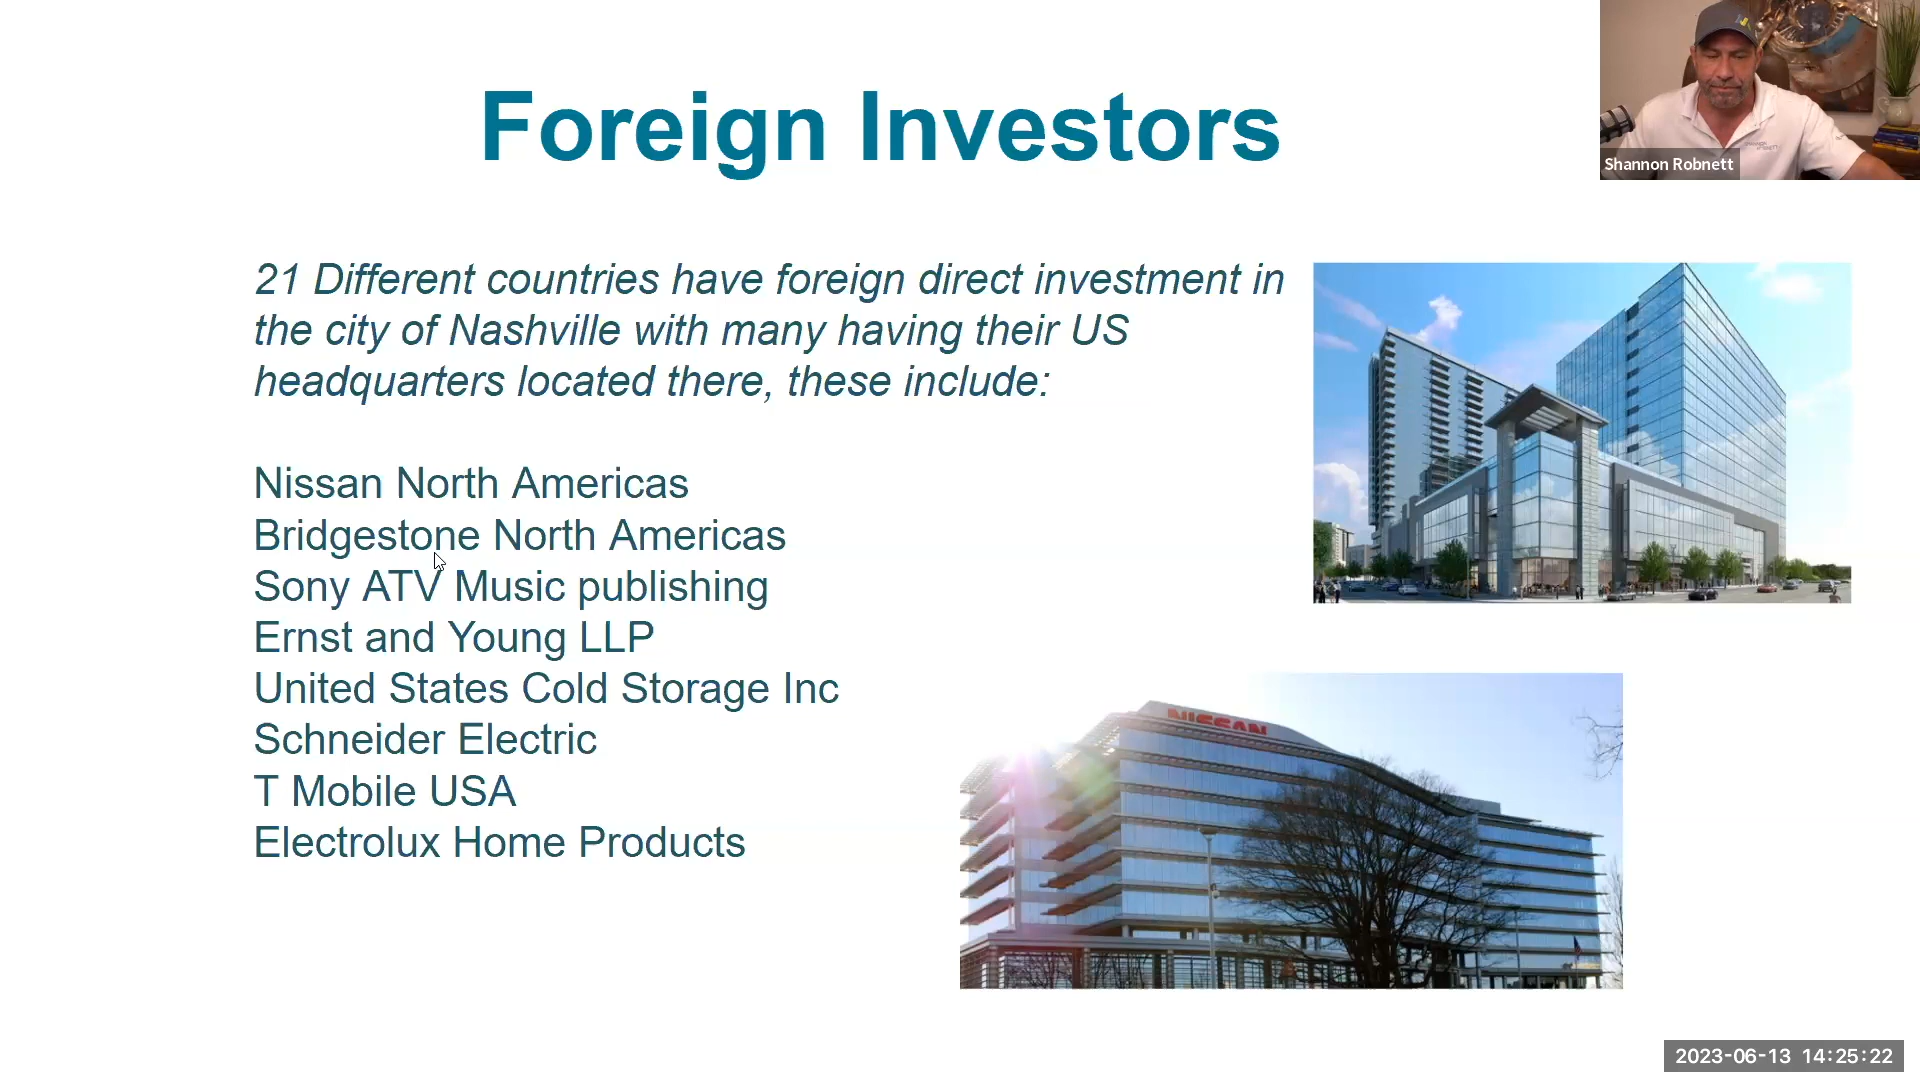 Foreign Investors
Shannon Robnett
21 Different countries have foreign direct investment in
the city of Nashville with many having their US
headquarters located there, these include:
Nissan North Americas
Bridgestone North Americas
Sony ATV Music publishing
Ernst and Young LLP
United States Cold Storage Inc
Schneider Electric
T Mobile USA
Electrolux Home Products
NISSAN
2023-06-13 14:25:22